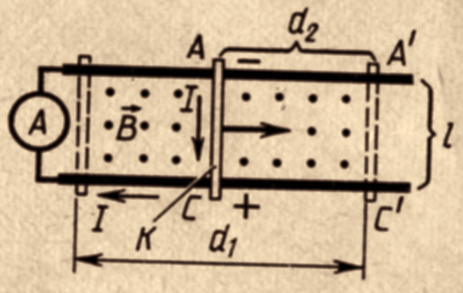 d₂
A − A′
A B⃗ I l
I K C + C′
d₁